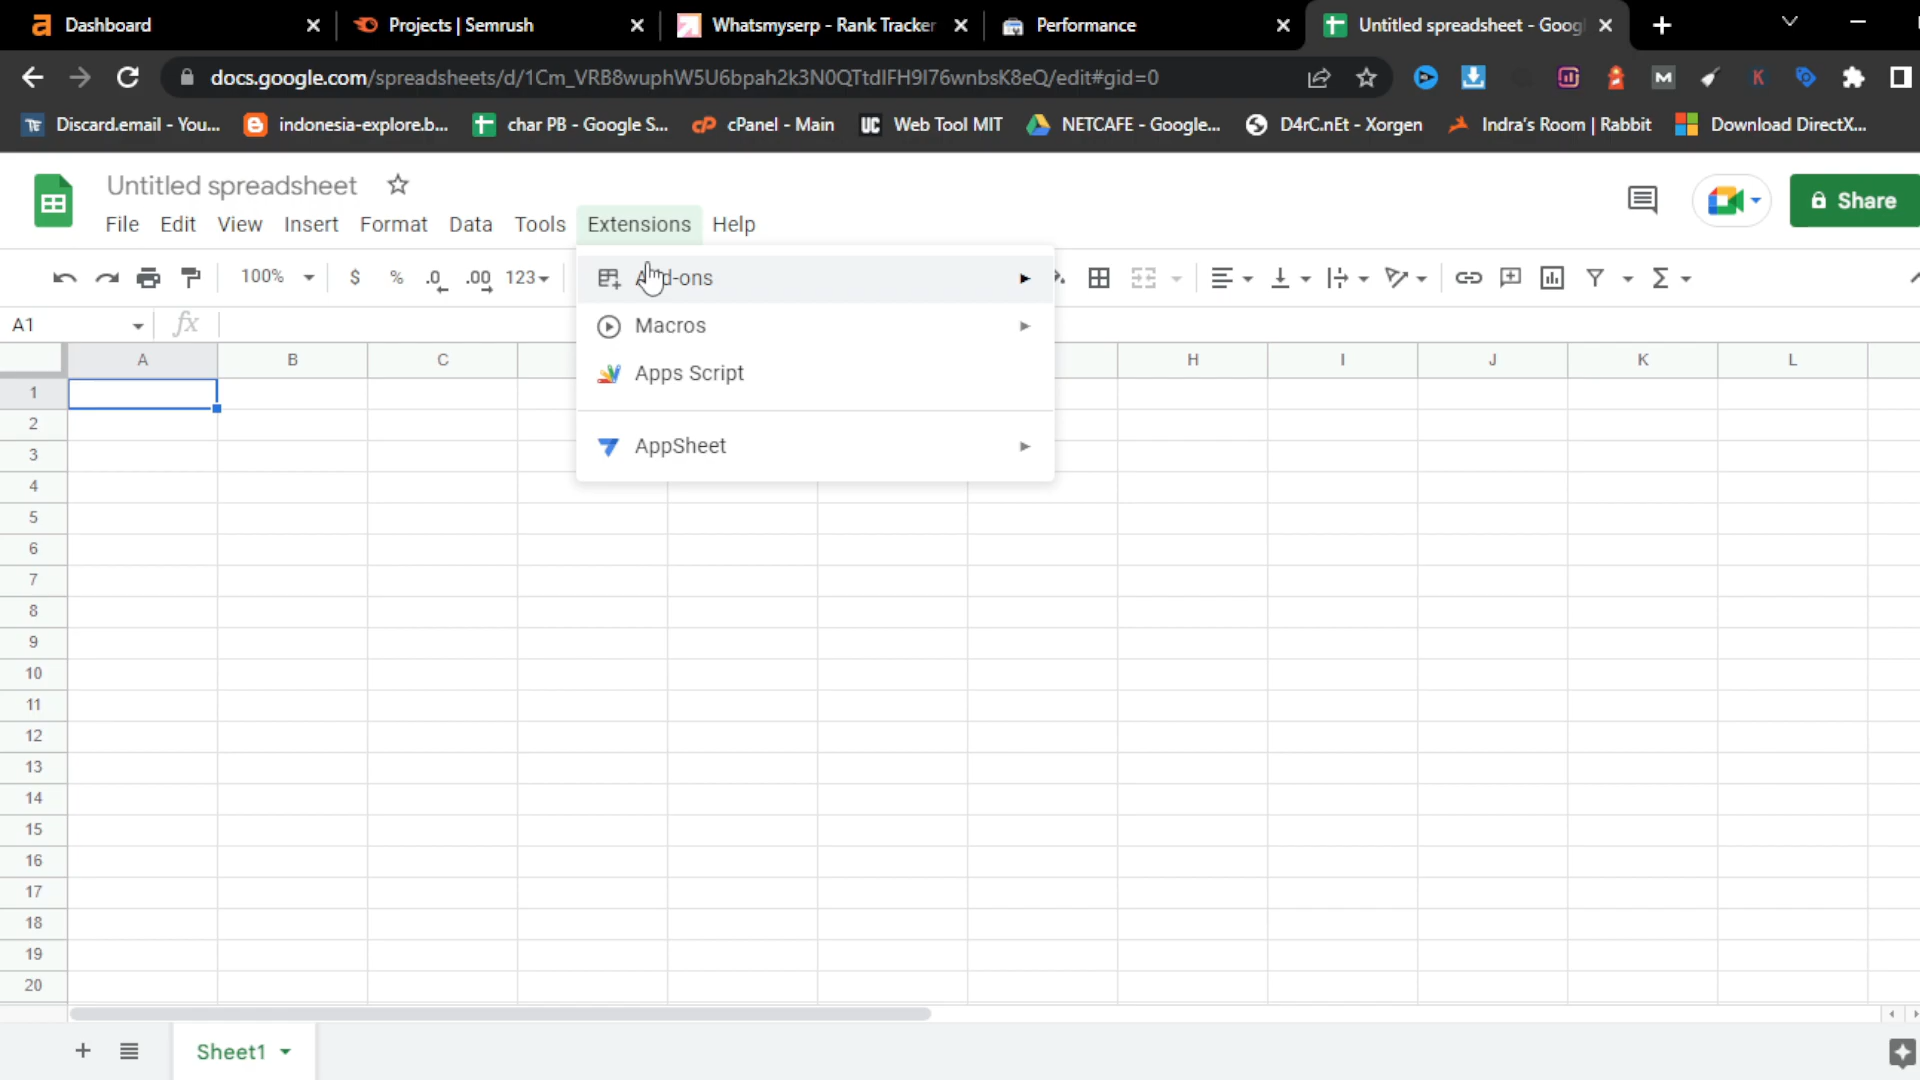 Dashboard
Projects | Semrush
Whatsmyserp - Rank Tracker
Performance
Untitled spreadsheet - Goog
docs.google.com/spreadsheets/d/1Cm_VRB8wuphW5U6bpah2k3N0QTtdIFH9I76wnbsK8eQ/edit#gid=0
Discard.email - You...
indonesia-explore.b...
char PB - Google S...
cPanel - Main
Web Tool MIT
NETCAFE - Google...
D4rC.nEt - Xorgen
Indra's Room | Rabbit
Download DirectX...
Untitled spreadsheet
File Edit View Insert Format Data Tools Extensions Help
Share
100% $ % .0 .00 123
Add-ons
A1
fx
Macros
A B C H I J K L
Apps Script
AppSheet
1
2
3
4
5
6
7
8
9
10
11
12
13
14
15
16
17
18
19
20
Sheet1